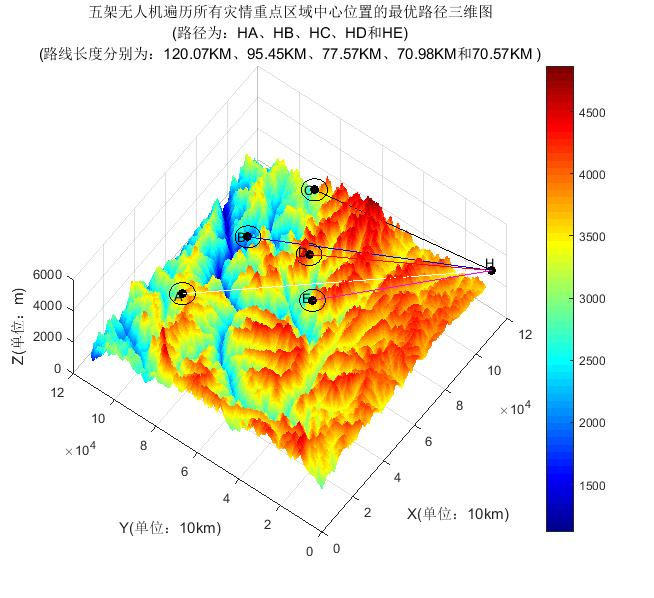 五架无人机遍历所有灾情重点区域中心位置的最优路径三维图
(路径为：HA、HB、HC、HD和HE)
(路线长度分别为：120.07KM、95.45KM、77.57KM、70.98KM和70.57KM )
4500
4000
3500
3000
2500
2000
1500
C
B
D
H
A
E
6000
4000
2000
0
Z(单位：m)
12
10
8
6
4
2
0
×10⁴
Y(单位：10km)
12
10
8
6
4
2
0
×10⁴
X(单位：10km)